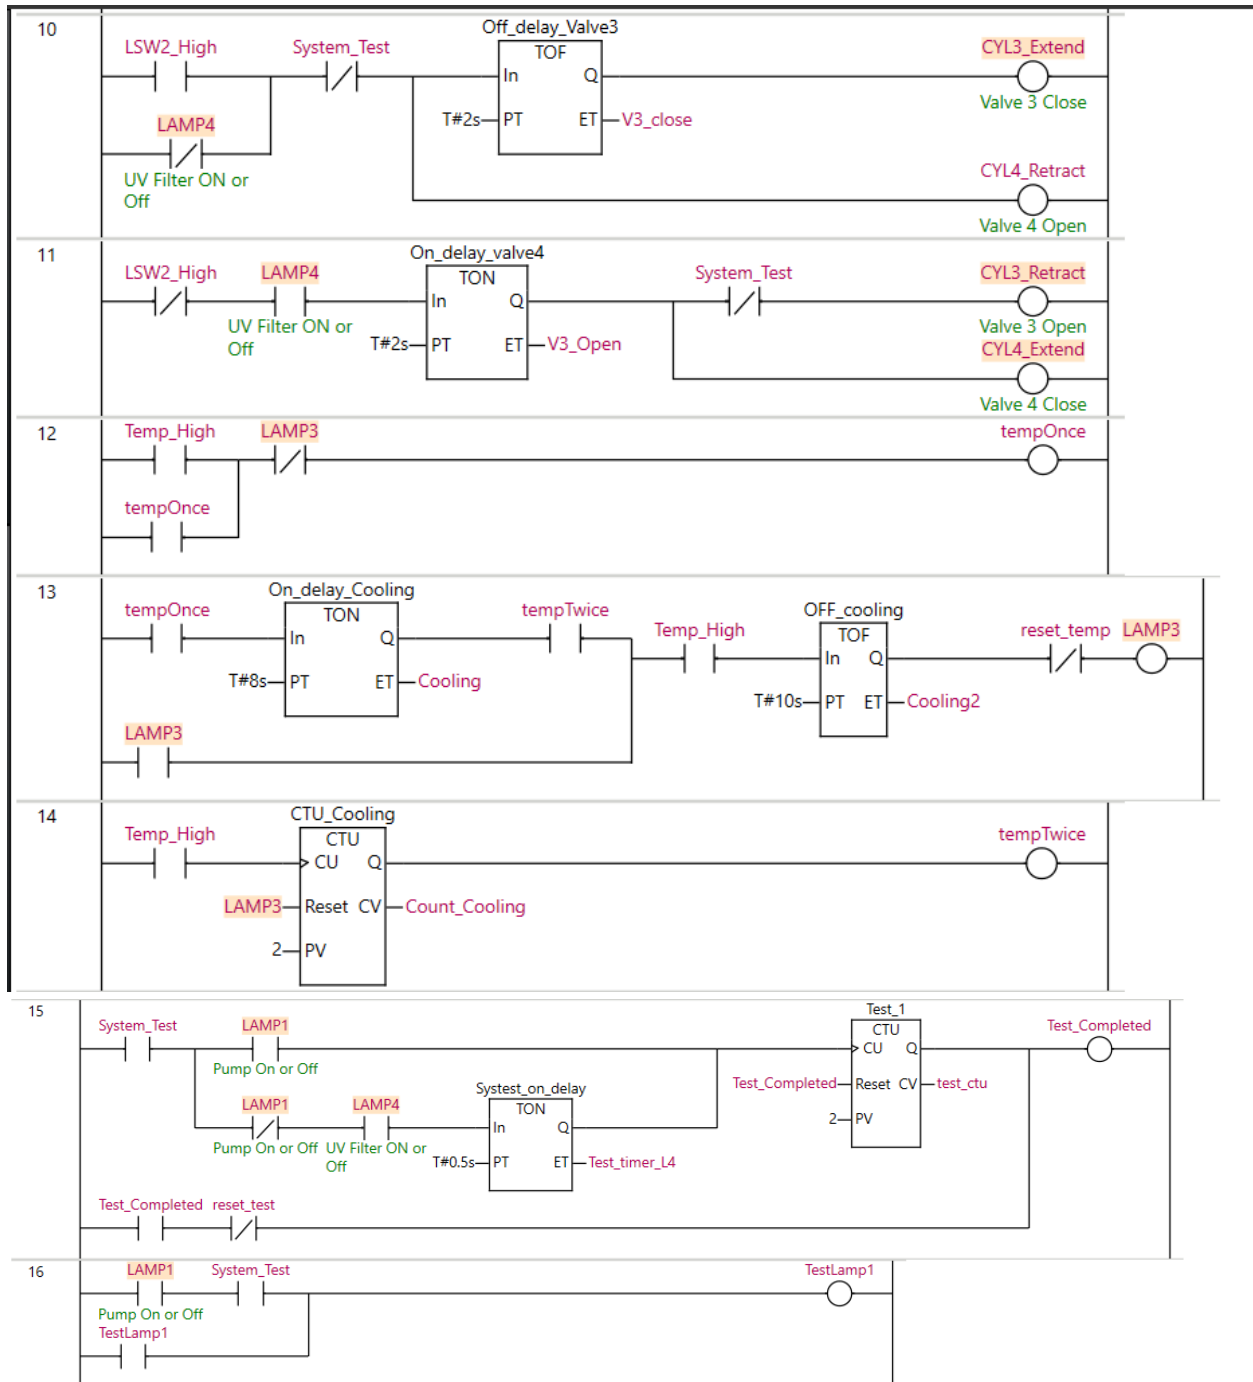 10
Off_delay_Valve3
LSW2_High
System_Test
TOF
CYL3_Extend
In
Q
Valve 3 Close
T#2s
PT
ET
V3_close
LAMP4
UV Filter ON or
Off
CYL4_Retract
Valve 4 Open
11
On_delay_valve4
LSW2_High
LAMP4
TON
System_Test
CYL3_Retract
In
Q
UV Filter ON or
Off
Valve 3 Open
T#2s
PT
ET
V3_Open
CYL4_Extend
Valve 4 Close
12
Temp_High
LAMP3
tempOnce
tempOnce
13
On_delay_Cooling
tempOnce
TON
tempTwice
OFF_cooling
In
Q
Temp_High
TOF
reset_temp
LAMP3
In
Q
T#8s
PT
ET
Cooling
T#10s
PT
ET
Cooling2
LAMP3
14
CTU_Cooling
Temp_High
CTU
tempTwice
CU
Q
LAMP3
Reset
CV
Count_Cooling
2
PV
15
Test_1
System_Test
LAMP1
CTU
Test_Completed
CU
Q
Pump On or Off
Systest_on_delay
Test_Completed
Reset
CV
test_ctu
LAMP1
LAMP4
TON
2
PV
In
Q
Pump On or Off
UV Filter ON or
Off
T#0.5s
PT
ET
Test_timer_L4
Test_Completed
reset_test
16
LAMP1
System_Test
TestLamp1
Pump On or Off
TestLamp1